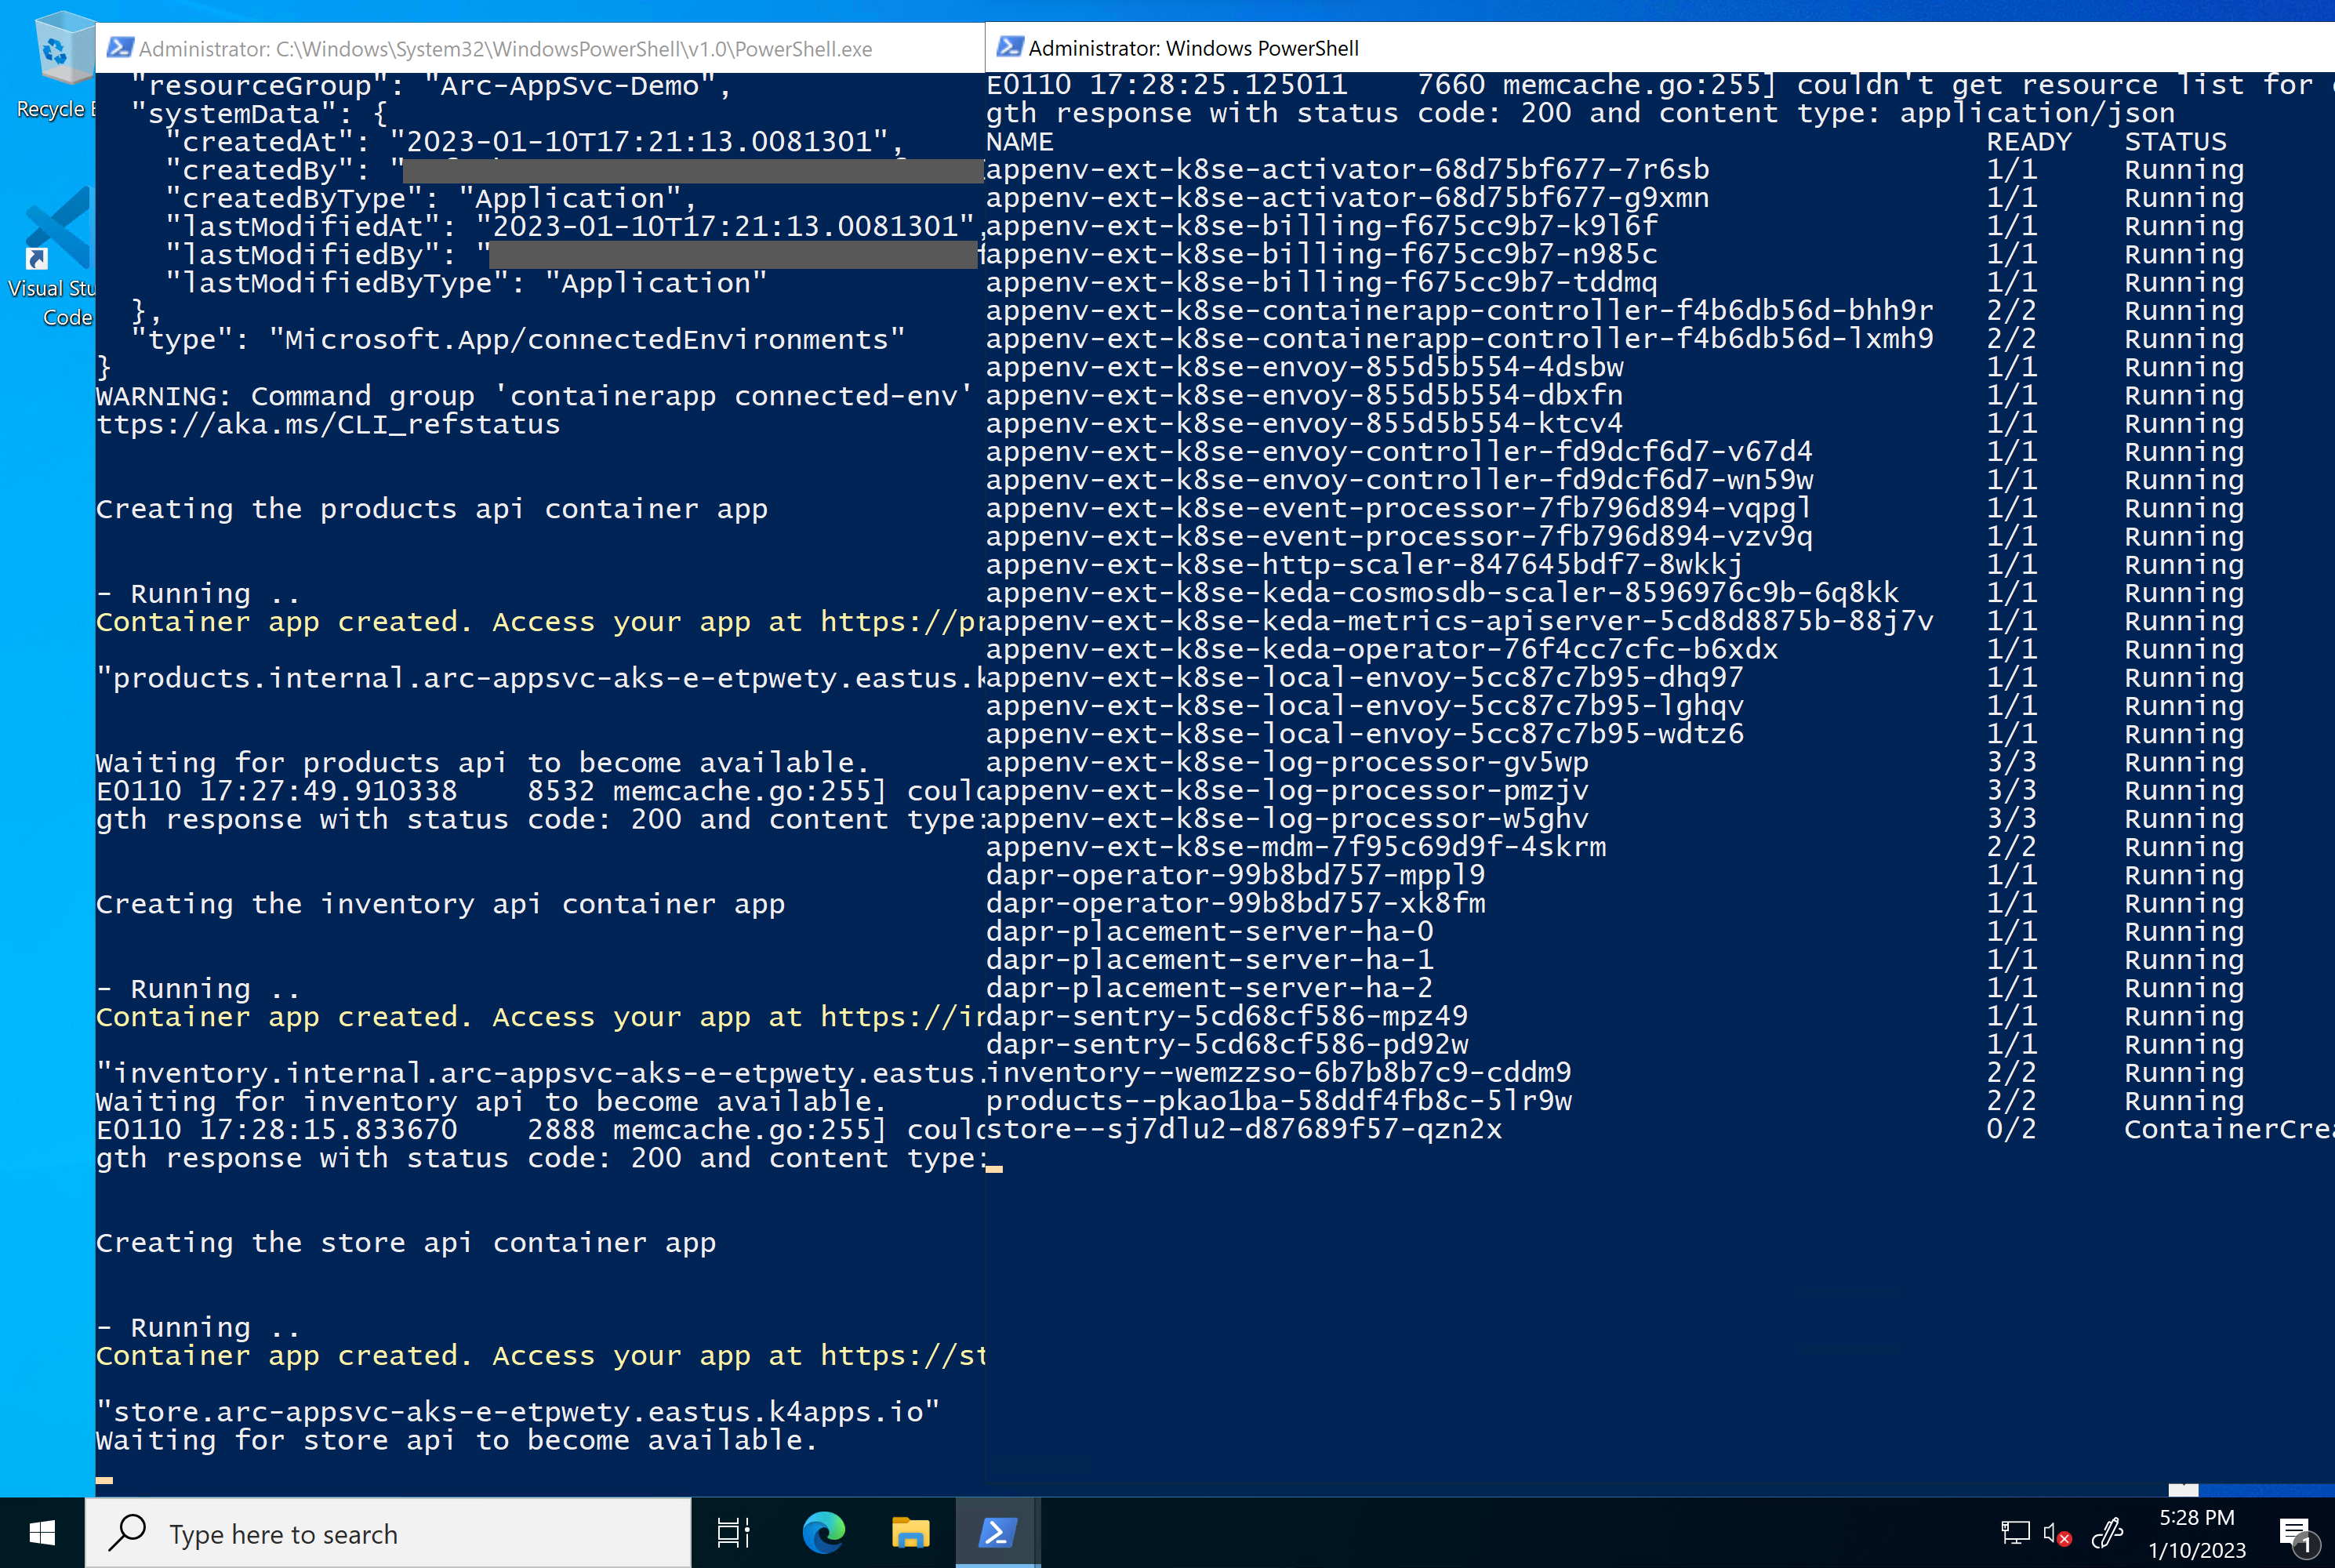 Recycle
Visual Stu
Code
Administrator: C:\Windows\System32\WindowsPowerShell\v1.0\PowerShell.exe
"resourceGroup": "Arc-AppSvc-Demo",
"systemData": {
"createdAt": "2023-01-10T17:21:13.0081301",
"createdBy": "
"createdByType": "Application",
"lastModifiedAt": "2023-01-10T17:21:13.0081301",
"lastModifiedBy": "
"lastModifiedByType": "Application"
},
"type": "Microsoft.App/connectedEnvironments"
}
WARNING: Command group 'containerapp connected-env'
ttps://aka.ms/CLI_refstatus
Creating the products api container app
- Running ..
Container app created. Access your app at https://pr
"products.internal.arc-appsvc-aks-e-etpwety.eastus.k
Waiting for products api to become available.
E0110 17:27:49.910338    8532 memcache.go:255] could
gth response with status code: 200 and content type:
Creating the inventory api container app
- Running ..
Container app created. Access your app at https://in
"inventory.internal.arc-appsvc-aks-e-etpwety.eastus.
Waiting for inventory api to become available.
E0110 17:28:15.833670    2888 memcache.go:255] could
gth response with status code: 200 and content type:
Creating the store api container app
- Running ..
Container app created. Access your app at https://st
"store.arc-appsvc-aks-e-etpwety.eastus.k4apps.io"
Waiting for store api to become available.
Administrator: Windows PowerShell
E0110 17:28:25.125011    7660 memcache.go:255] couldn't get resource list for
gth response with status code: 200 and content type: application/json
NAME READY STATUS
appenv-ext-k8se-activator-68d75bf677-7r6sb 1/1 Running
appenv-ext-k8se-activator-68d75bf677-g9xmn 1/1 Running
appenv-ext-k8se-billing-f675cc9b7-k9l6f 1/1 Running
appenv-ext-k8se-billing-f675cc9b7-n985c 1/1 Running
appenv-ext-k8se-billing-f675cc9b7-tddmq 1/1 Running
appenv-ext-k8se-containerapp-controller-f4b6db56d-bhh9r 2/2 Running
appenv-ext-k8se-containerapp-controller-f4b6db56d-lxmh9 2/2 Running
appenv-ext-k8se-envoy-855d5b554-4dsbw 1/1 Running
appenv-ext-k8se-envoy-855d5b554-dbxfn 1/1 Running
appenv-ext-k8se-envoy-855d5b554-ktcv4 1/1 Running
appenv-ext-k8se-envoy-controller-fd9dcf6d7-v67d4 1/1 Running
appenv-ext-k8se-envoy-controller-fd9dcf6d7-wn59w 1/1 Running
appenv-ext-k8se-event-processor-7fb796d894-vqpgl 1/1 Running
appenv-ext-k8se-event-processor-7fb796d894-vzv9q 1/1 Running
appenv-ext-k8se-http-scaler-847645bdf7-8wkkj 1/1 Running
appenv-ext-k8se-keda-cosmosdb-scaler-8596976c9b-6q8kk 1/1 Running
appenv-ext-k8se-keda-metrics-apiserver-5cd8d8875b-88j7v 1/1 Running
appenv-ext-k8se-keda-operator-76f4cc7cfc-b6xdx 1/1 Running
appenv-ext-k8se-local-envoy-5cc87c7b95-dhq97 1/1 Running
appenv-ext-k8se-local-envoy-5cc87c7b95-lghqv 1/1 Running
appenv-ext-k8se-local-envoy-5cc87c7b95-wdtz6 1/1 Running
appenv-ext-k8se-log-processor-gv5wp 3/3 Running
appenv-ext-k8se-log-processor-pmzjv 3/3 Running
appenv-ext-k8se-log-processor-w5ghv 3/3 Running
appenv-ext-k8se-mdm-7f95c69d9f-4skrm 2/2 Running
dapr-operator-99b8bd757-mppl9 1/1 Running
dapr-operator-99b8bd757-xk8fm 1/1 Running
dapr-placement-server-ha-0 1/1 Running
dapr-placement-server-ha-1 1/1 Running
dapr-placement-server-ha-2 1/1 Running
dapr-sentry-5cd68cf586-mpz49 1/1 Running
dapr-sentry-5cd68cf586-pd92w 1/1 Running
inventory--wemzzso-6b7b8b7c9-cddm9 2/2 Running
products--pkao1ba-58ddf4fb8c-5lr9w 2/2 Running
store--sj7dlu2-d87689f57-qzn2x 0/2 ContainerCrea
Type here to search
5:28 PM
1/10/2023
1